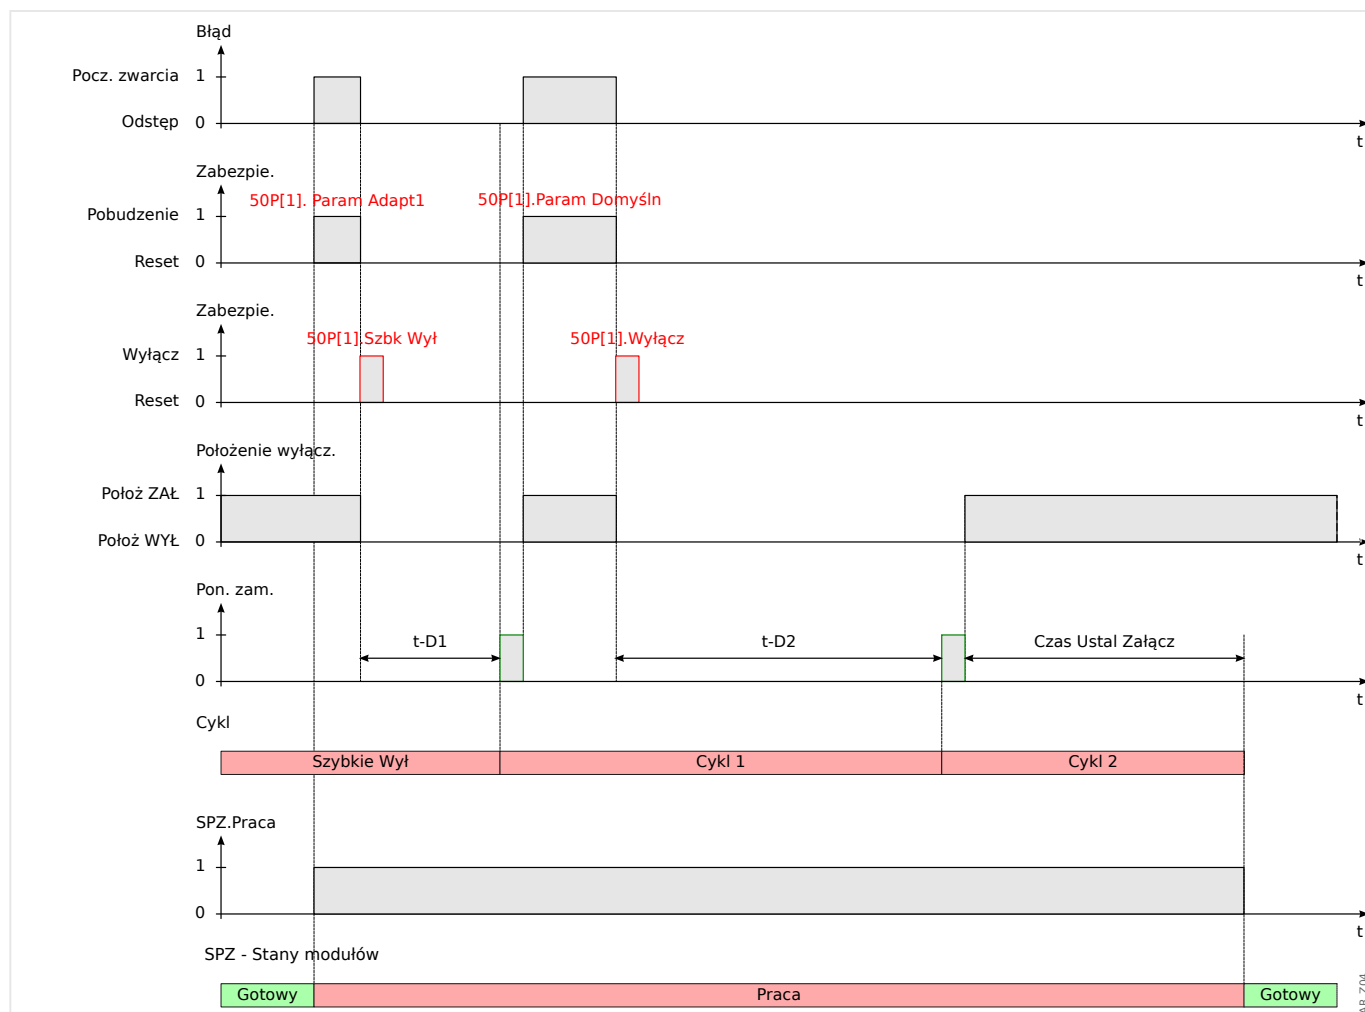 Błąd
Pocz. zwarcia 1
Odstęp 0
t
Zabezpie.
50P[1]. Param Adapt1 50P[1].Param Domyśln
Pobudzenie 1
Reset 0
t
Zabezpie.
50P[1].Szbk Wył 50P[1].Wyłącz
Wyłącz 1
Reset 0
t
Położenie wyłącz.
Położ ZAŁ 1
Położ WYŁ 0
t
Pon. zam.
1 t-D1 t-D2 Czas Ustal Załącz
0
t
Cykl
Szybkie Wył Cykl 1 Cykl 2
SPZ.Praca
1
0
t
SPZ - Stany modułów
Gotowy Praca Gotowy
AR_Z04